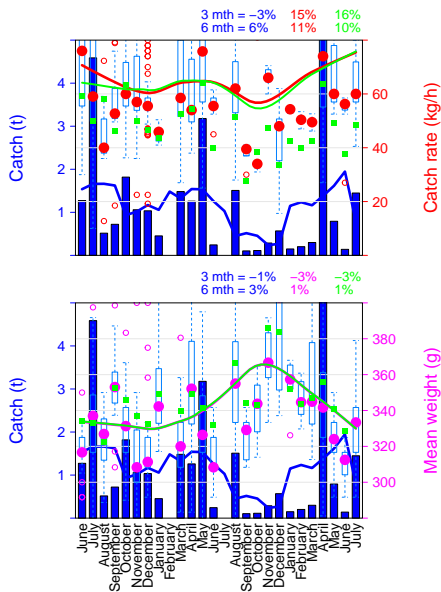 3 mth = −3% 15% 16%
6 mth = 6% 11% 10%
Catch (t)
5
4
3
2
1
Catch rate (kg/h)
60
40
20
3 mth = −1% −3% −3%
6 mth = 3% 1% 1%
Catch (t)
5
4
3
2
1
Mean weight (g)
380
360
340
320
300
June
July
August
September
October
November
December
January
February
March
April
May
June
July
August
September
October
November
December
January
February
March
April
May
June
July